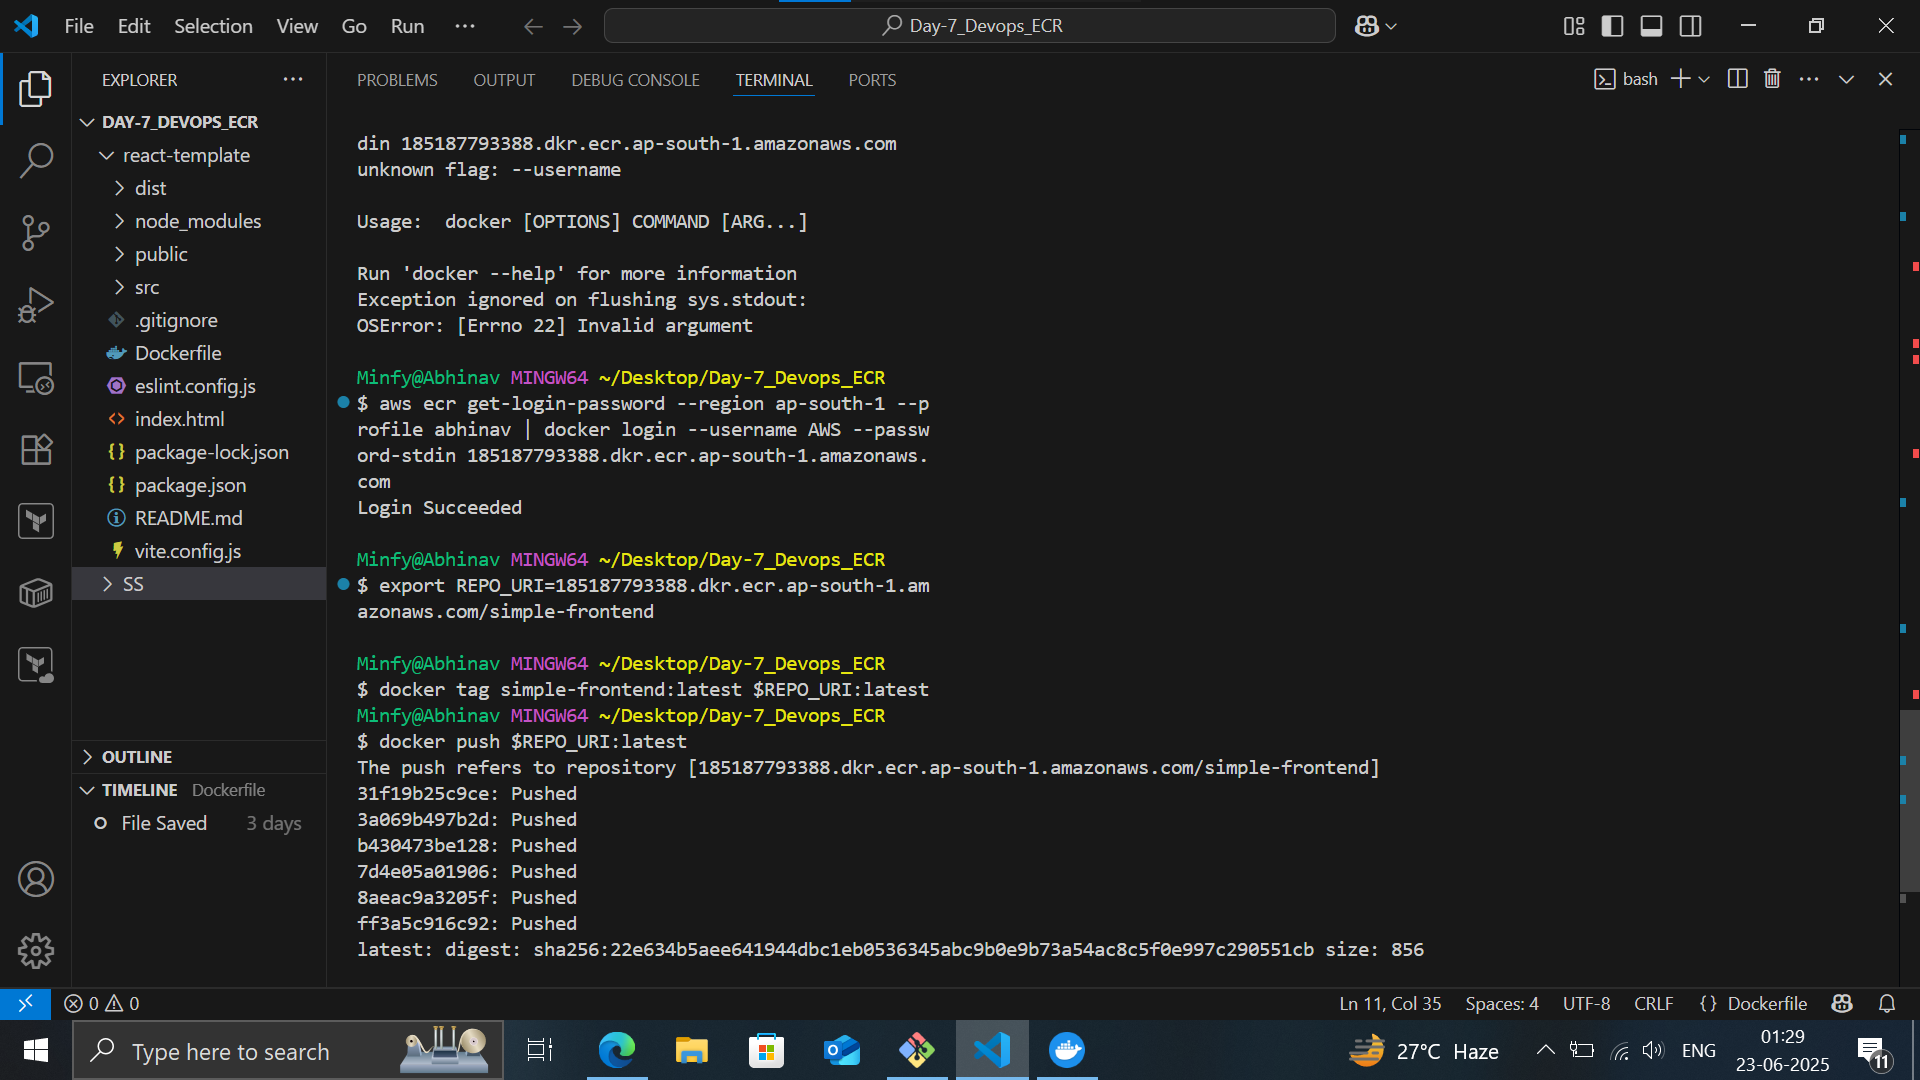 File Edit Selection View Go Run ···
Day-7_Devops_ECR
EXPLORER
DAY-7_DEVOPS_ECR
react-template
dist
node_modules
public
src
.gitignore
Dockerfile
eslint.config.js
index.html
package-lock.json
package.json
README.md
vite.config.js
SS
OUTLINE
TIMELINE Dockerfile
File Saved 3 days
PROBLEMS OUTPUT DEBUG CONSOLE TERMINAL PORTS
bash
din 185187793388.dkr.ecr.ap-south-1.amazonaws.com
unknown flag: --username
Usage:  docker [OPTIONS] COMMAND [ARG...]
Run 'docker --help' for more information
Exception ignored on flushing sys.stdout:
OSError: [Errno 22] Invalid argument
Minfy@Abhinav MINGW64 ~/Desktop/Day-7_Devops_ECR
$ aws ecr get-login-password --region ap-south-1 --p
rofile abhinav | docker login --username AWS --passw
ord-stdin 185187793388.dkr.ecr.ap-south-1.amazonaws.
com
Login Succeeded
Minfy@Abhinav MINGW64 ~/Desktop/Day-7_Devops_ECR
$ export REPO_URI=185187793388.dkr.ecr.ap-south-1.am
azonaws.com/simple-frontend
Minfy@Abhinav MINGW64 ~/Desktop/Day-7_Devops_ECR
$ docker tag simple-frontend:latest $REPO_URI:latest
Minfy@Abhinav MINGW64 ~/Desktop/Day-7_Devops_ECR
$ docker push $REPO_URI:latest
The push refers to repository [185187793388.dkr.ecr.ap-south-1.amazonaws.com/simple-frontend]
31f19b25c9ce: Pushed
3a069b497b2d: Pushed
b430473be128: Pushed
7d4e05a01906: Pushed
8aeac9a3205f: Pushed
ff3a5c916c92: Pushed
latest: digest: sha256:22e634b5aee641944dbc1eb0536345abc9b0e9b73a54ac8c5f0e997c290551cb size: 856
0 0
Ln 11, Col 35 Spaces: 4 UTF-8 CRLF {} Dockerfile
Type here to search
27°C Haze
ENG
01:29
23-06-2025
11